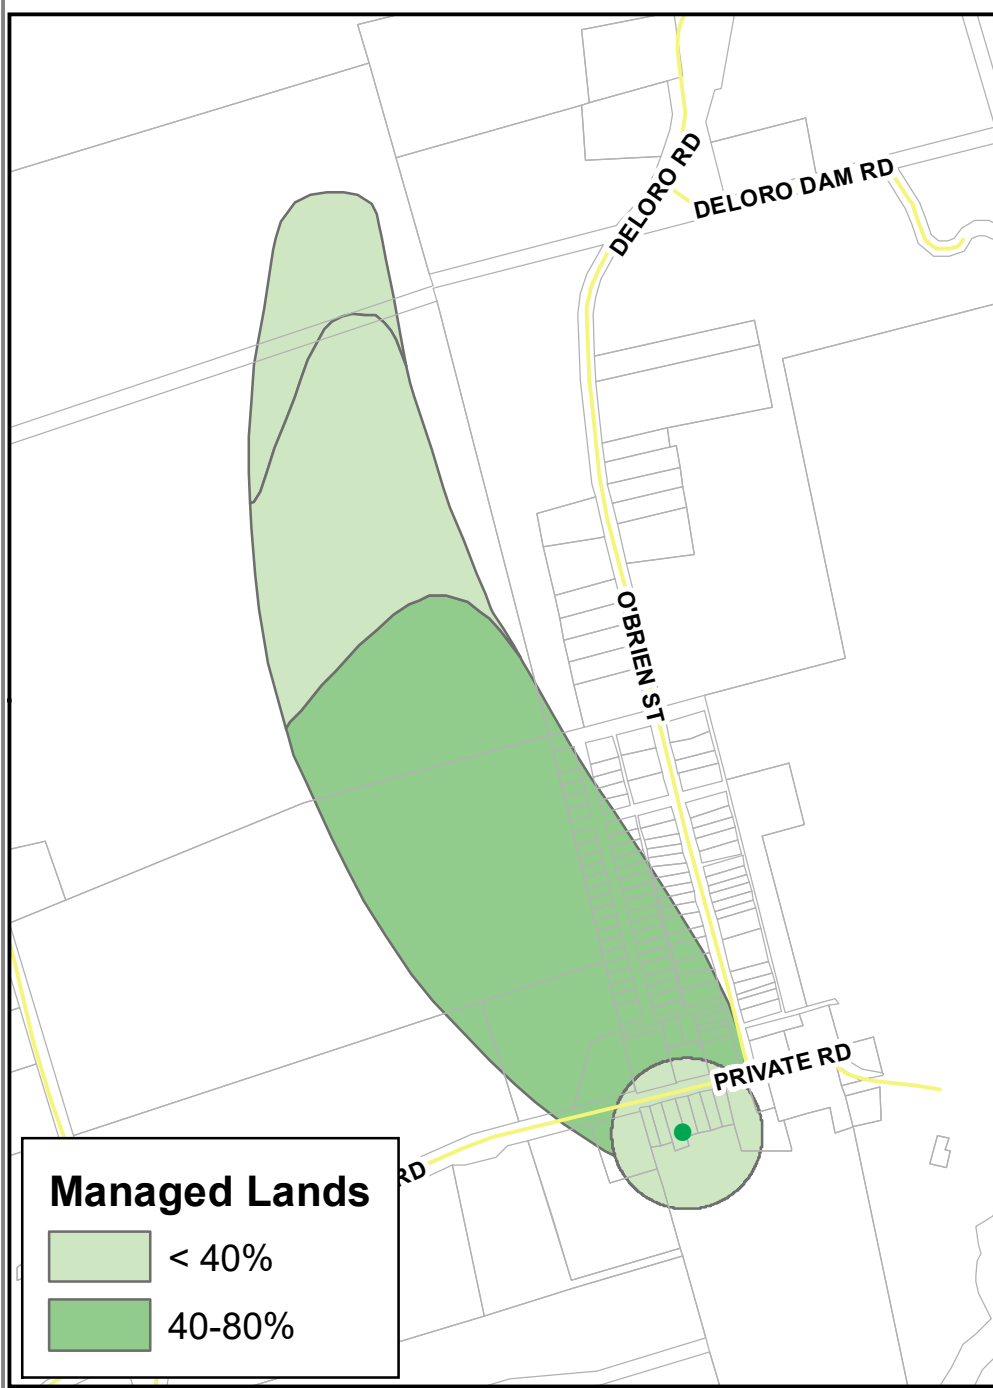 DELORO RD
DELORO DAM RD
O'BRIEN ST
PRIVATE RD
RD
Managed Lands
< 40%
40-80%